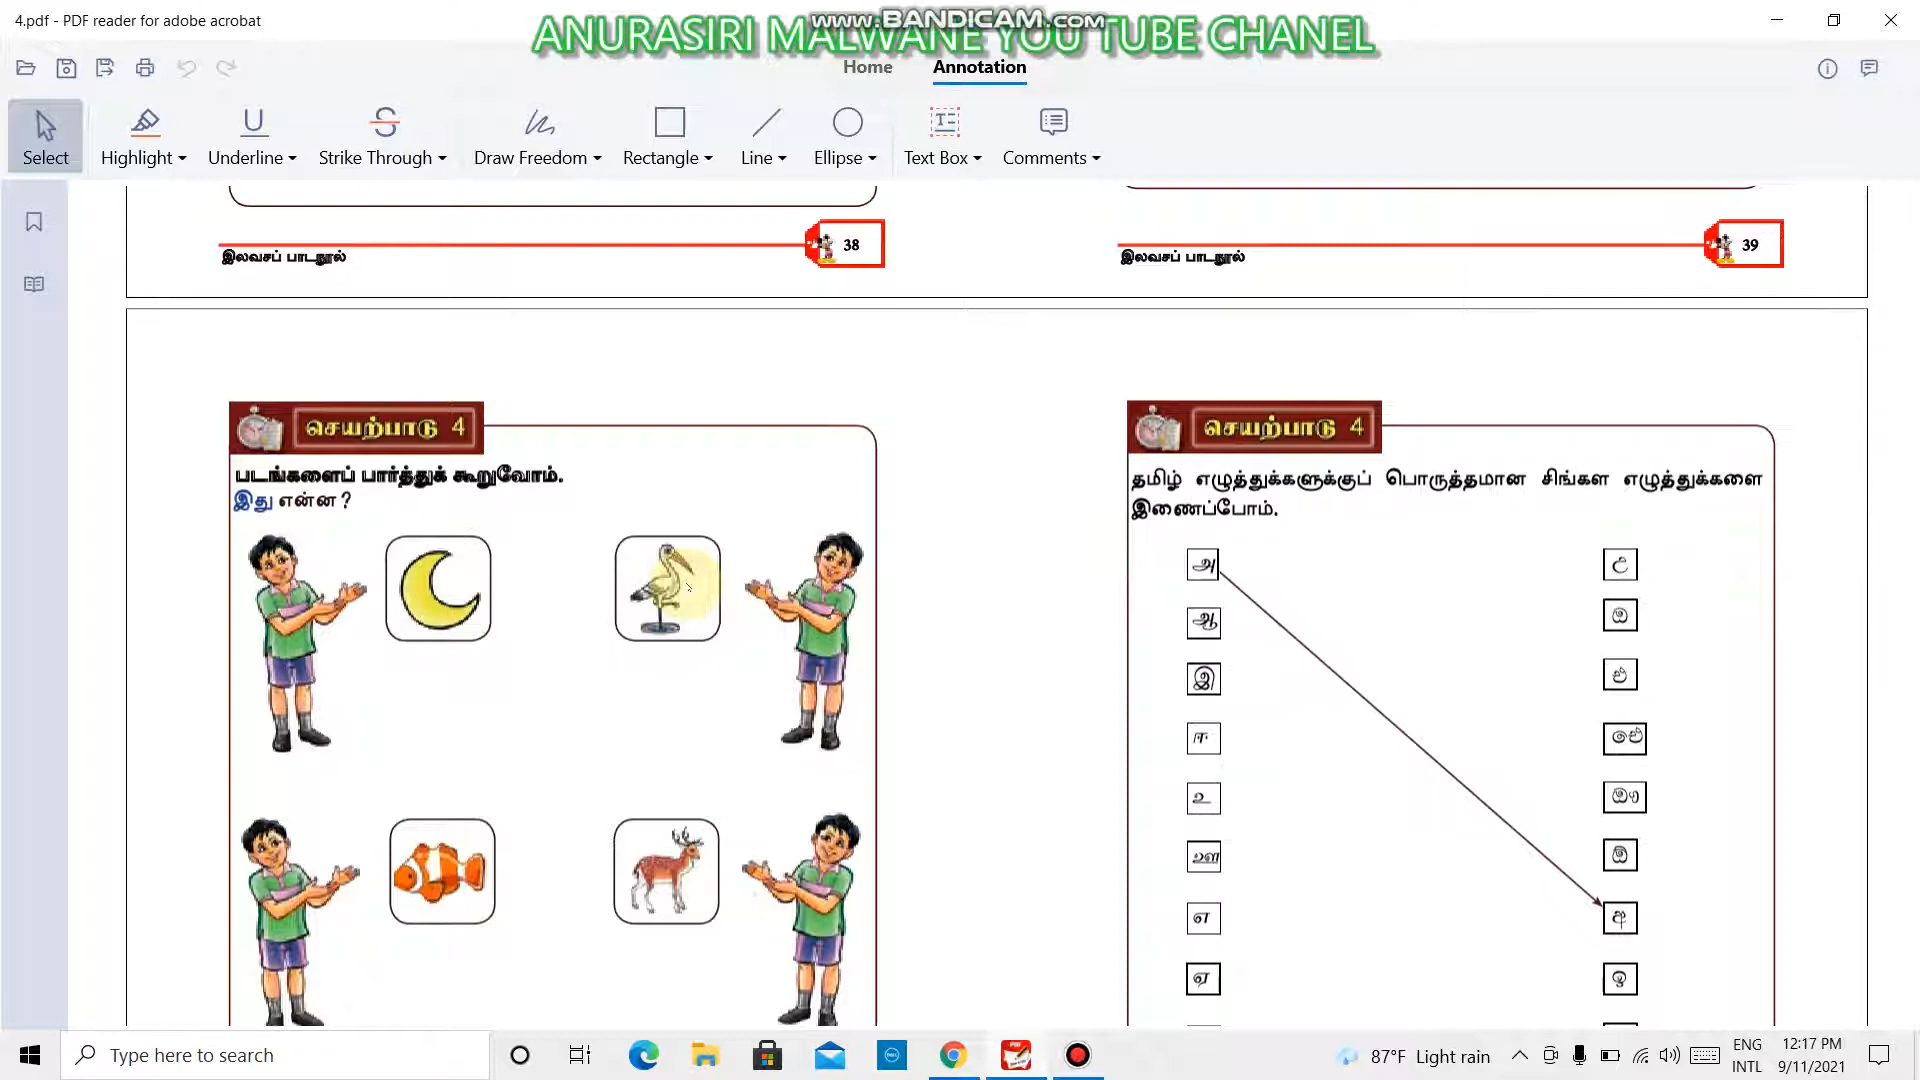 4.pdf - PDF reader for adobe acrobat
www.BANDICAM.COM
ANURASIRI MALWANE YOU TUBE CHANEL
Home
Annotation
Select
Highlight
Underline
Strike Through
Draw Freedom
Rectangle
Line
Ellipse
Text Box
Comments
இலவசப் பாடநூல்
38
இலவசப் பாடநூல்
39
செயற்பாடு 4
படங்களைப் பார்த்துக் கூறுவோம்.
இது என்ன?
செயற்பாடு 4
தமிழ் எழுத்துக்களுக்குப் பொருத்தமான சிங்கள எழுத்துக்களை
இணைப்போம்.
அ
උ
ஆ
ඔ
இ
එ
ஈ
ඓ
உ
ඖ
ஊ
ඕ
எ
අ
ஏ
ඉ
Type here to search
87°F Light rain
ENG
INTL
12:17 PM
9/11/2021